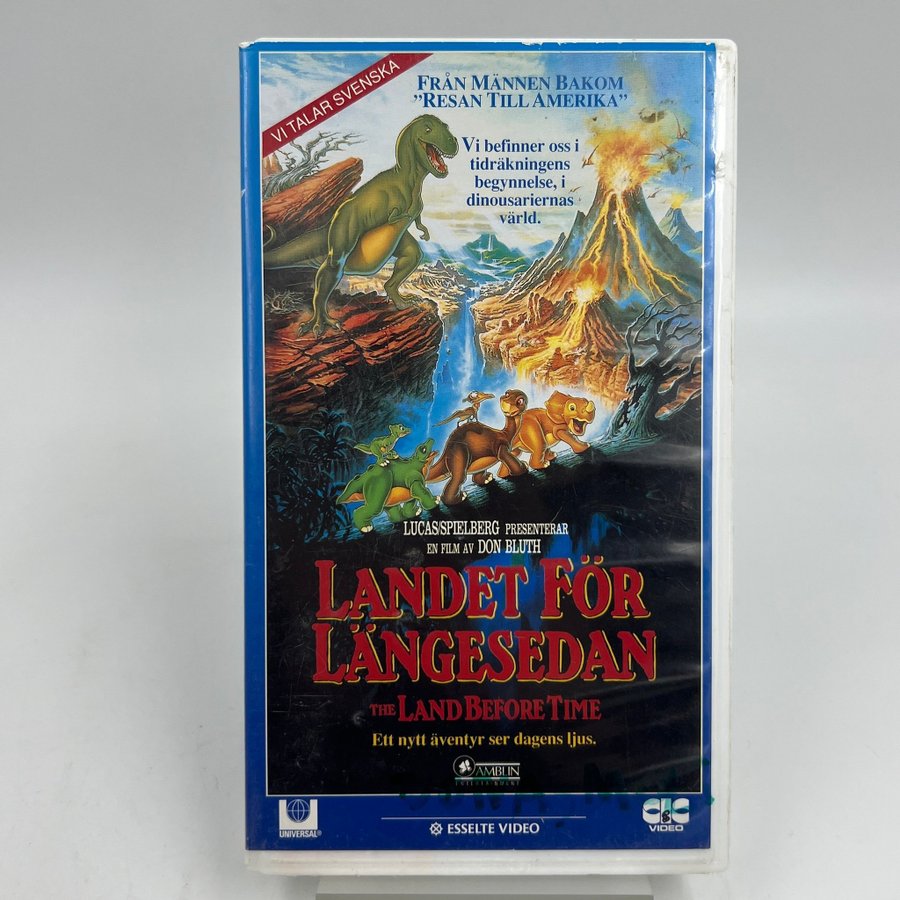 VI TALAR SVENSKA
FRÅN MÄNNEN BAKOM
"RESAN TILL AMERIKA"
Vi befinner oss i
tidräkningens
begynnelse, i
dinousariernas
värld.
LUCAS/SPIELBERG PRESENTERAR
EN FILM AV DON BLUTH
LANDET FÖR
LÄNGESEDAN
THE LAND BEFORE TIME
Ett nytt äventyr ser dagens ljus.
AMBLIN
UNIVERSAL®
ESSELTE VIDEO
CIC
VIDEO